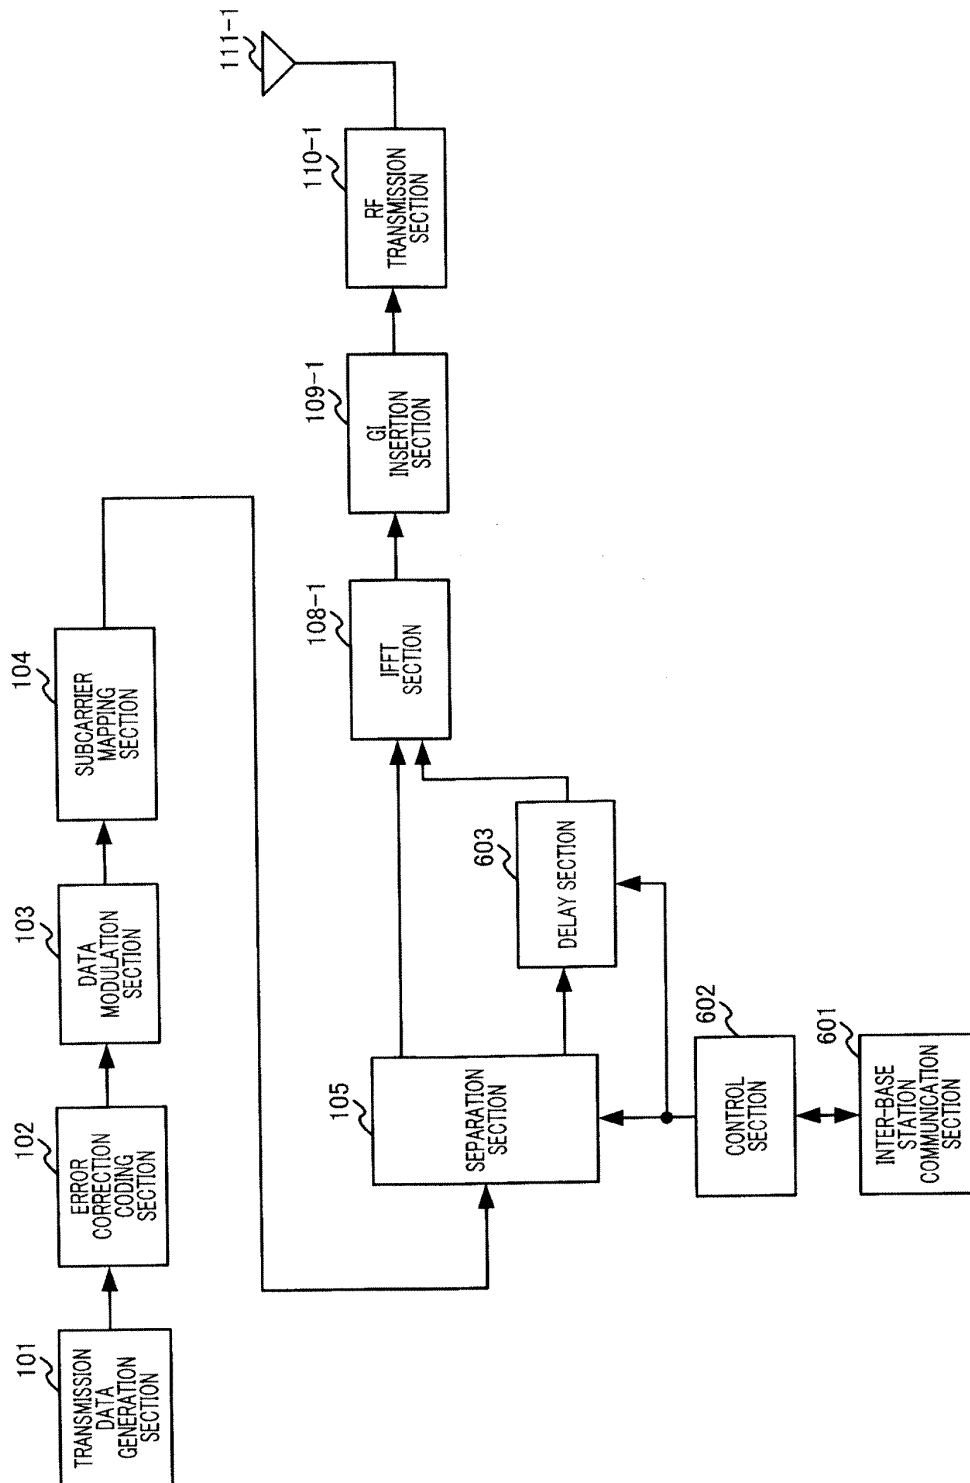 101
TRANSMISSION
DATA
GENERATION
SECTION
102
ERROR
CORRECTION
CODING
SECTION
103
DATA
MODULATION
SECTION
104
SUBCARRIER
MAPPING
SECTION
105
SEPARATION
SECTION
603
DELAY SECTION
108-1
IFFT
SECTION
109-1
GI
INSERTION
SECTION
110-1
RF
TRANSMISSION
SECTION
111-1
602
CONTROL
SECTION
601
INTER-BASE
STATION
COMMUNICATION
SECTION